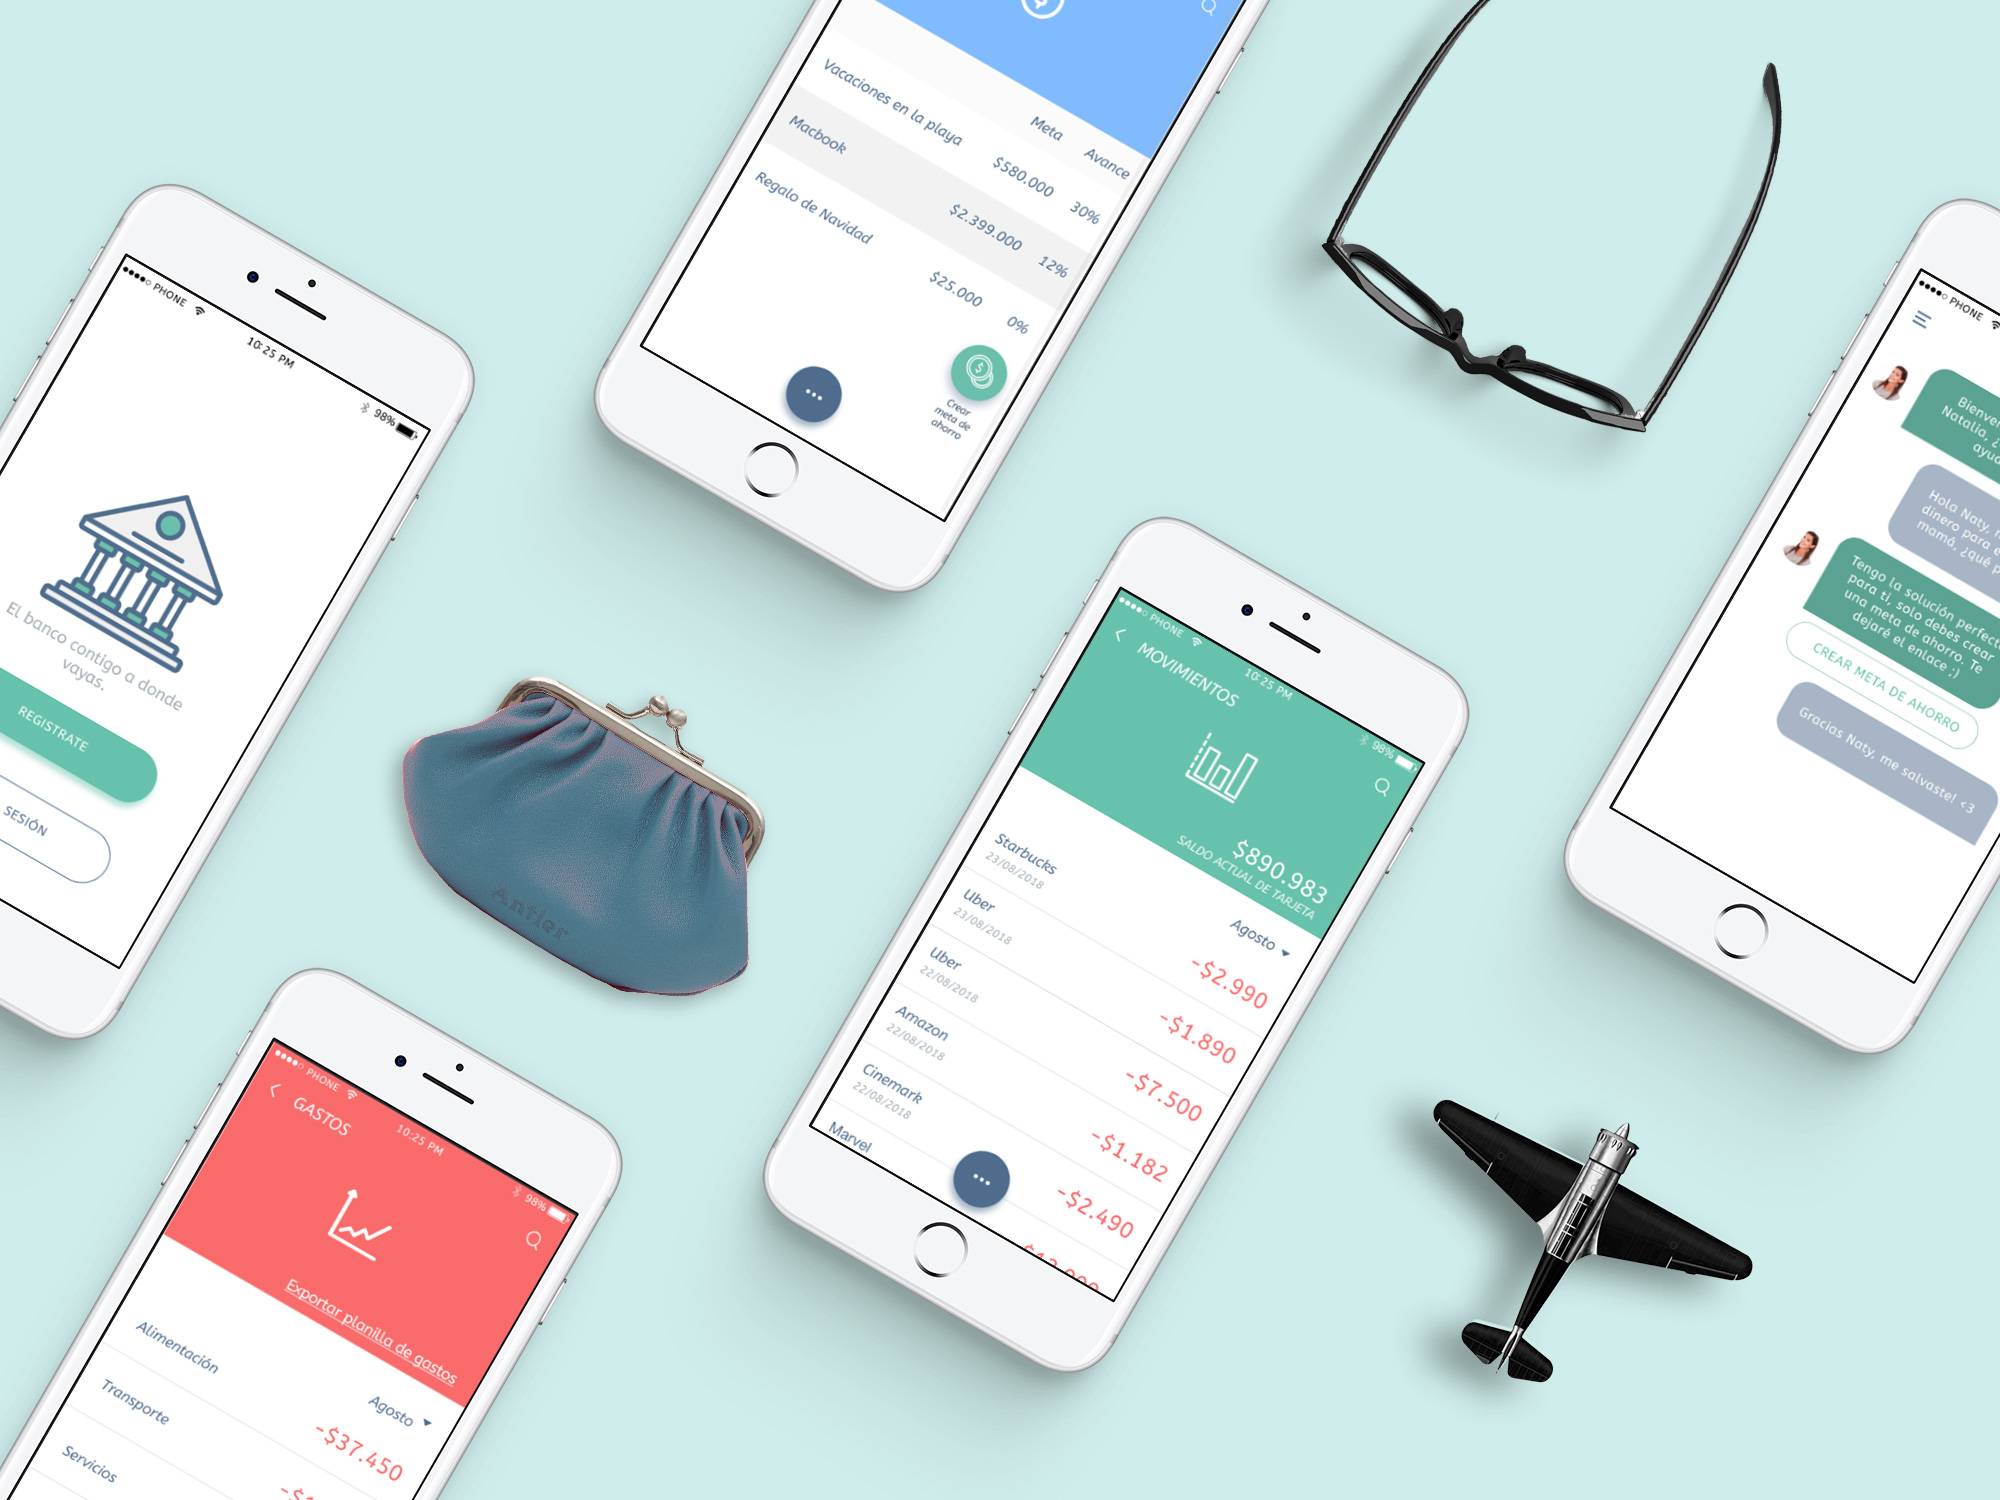 PHONE
10:25 PM
98%
El banco contigo a donde
vayas.
REGISTRATE
SESIÓN
Meta
Avance
Vacaciones en la playa
$580.000
30%
Macbook
$2.399.000
12%
Regalo de Navidad
$25.000
0%
Crear
meta de
ahorro
PHONE
Natalia, ¿
Hola Naty,
dinero para
mamá, ¿qué
Tengo la solución
para ti, solo debes crear
una meta de ahorro. Te
dejaré el enlace ;)
CREAR META DE AHORRO
Gracias Naty, me salvaste! <3
Anfler
PHONE
10:25 PM
98%
MOVIMIENTOS
$890.983
SALDO ACTUAL DE TARJETA
Agosto
Starbucks
23/08/2018
-$2.990
Uber
23/08/2018
-$1.890
Uber
22/08/2018
-$7.500
Amazon
22/08/2018
-$1.182
Cinemark
22/08/2018
-$2.490
Marvel
PHONE
10:25 PM
98%
GASTOS
Exportar planilla de gastos
Agosto
Alimentación
-$37.450
Transporte
Servicios